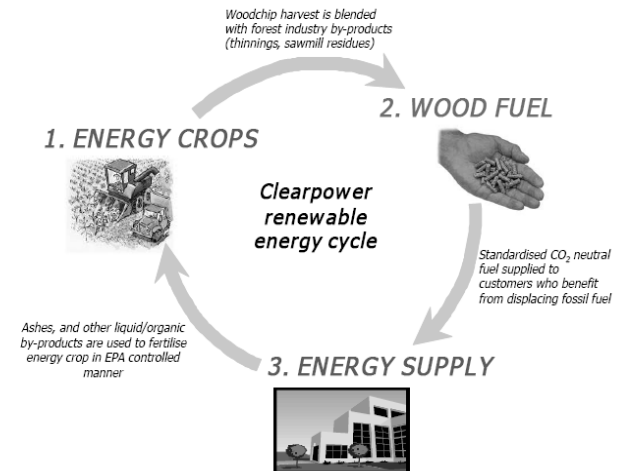 Woodchip harvest is blended
with forest industry by-products
(thinnings, sawmill residues)
2. WOOD FUEL
1. ENERGY CROPS
Clearpower
renewable
energy cycle
Standardised CO₂ neutral
fuel supplied to
customers who benefit
from displacing fossil fuel
Ashes, and other liquid/organic
by-products are used to fertilise
energy crop in EPA controlled
manner
3. ENERGY SUPPLY